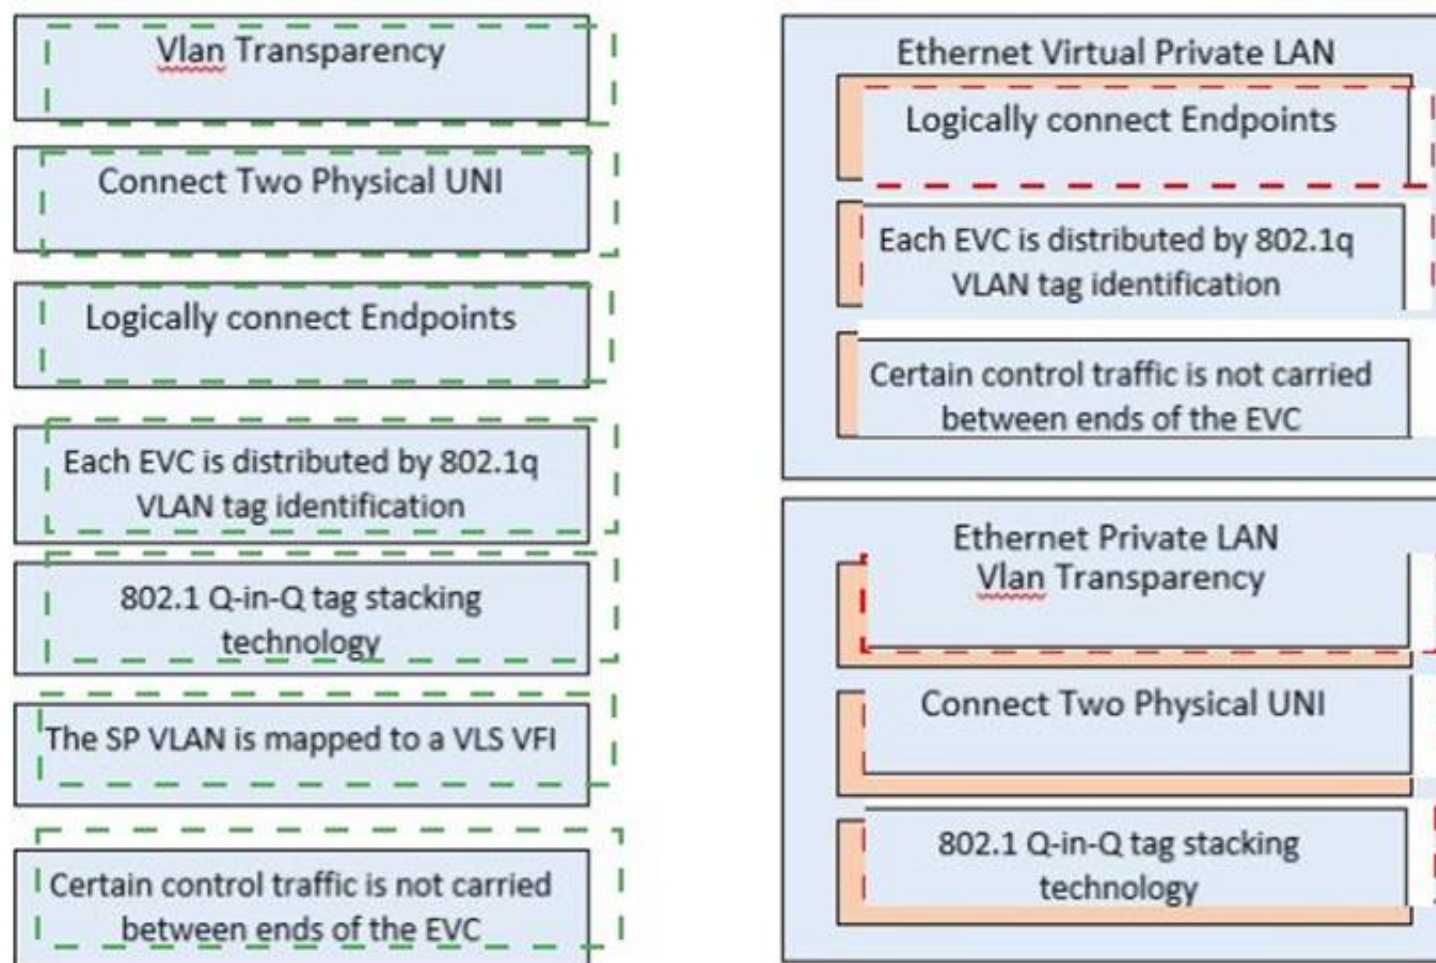 Vlan Transparency
Connect Two Physical UNI
Logically connect Endpoints
Each EVC is distributed by 802.1q
VLAN tag identification
802.1 Q-in-Q tag stacking
technology
The SP VLAN is mapped to a VLS VFI
Certain control traffic is not carried
between ends of the EVC
Ethernet Virtual Private LAN
Logically connect Endpoints
Each EVC is distributed by 802.1q
VLAN tag identification
Certain control traffic is not carried
between ends of the EVC
Ethernet Private LAN
Vlan Transparency
Connect Two Physical UNI
802.1 Q-in-Q tag stacking
technology